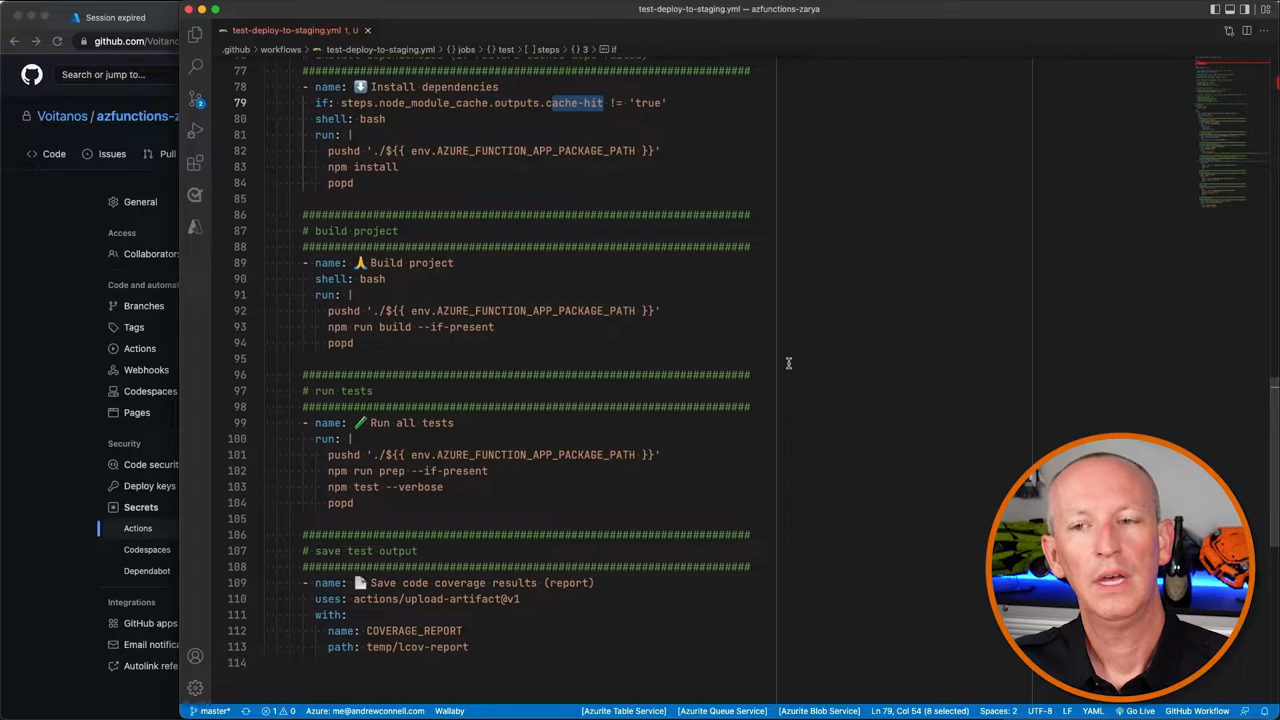 Session expired
test-deploy-to-staging.yml — azfunctions-zarya
github.com/Voitano
test-deploy-to-staging.yml 1, U
.github > workflows > test-deploy-to-staging.yml > {} jobs > {} test > [ ] steps > {} 3 > if
Search or jump to...
77 ############################################################################
78 - name: ⬇️ Install dependencies
79 if: steps.node_module_cache.outputs.cache-hit != 'true'
80 shell: bash
81 run: |
82 pushd './${{ env.AZURE_FUNCTION_APP_PACKAGE_PATH }}'
83 npm install
84 popd
85
86 ############################################################################
87 # build project
88 ############################################################################
89 - name: 🙏 Build project
90 shell: bash
91 run: |
92 pushd './${{ env.AZURE_FUNCTION_APP_PACKAGE_PATH }}'
93 npm run build --if-present
94 popd
95
96 ############################################################################
97 # run tests
98 ############################################################################
99 - name: 🧪 Run all tests
100 run: |
101 pushd './${{ env.AZURE_FUNCTION_APP_PACKAGE_PATH }}'
102 npm run prep --if-present
103 npm test --verbose
104 popd
105
106 ############################################################################
107 # save test output
108 ############################################################################
109 - name: 📄 Save code coverage results (report)
110 uses: actions/upload-artifact@v1
111 with:
112 name: COVERAGE_REPORT
113 path: temp/lcov-report
114
Voitanos / azfunctions-z
Code
Issues
Pull
General
Access
Collaborators
Code and automat
Branches
Tags
Actions
Webhooks
Codespaces
Pages
Security
Code security
Deploy keys
Secrets
Actions
Codespaces
Dependabot
Integrations
GitHub apps
Email notifica
Autolink refe
2
master*
1 0
Azure: me@andrewconnell.com
Wallaby
[Azurite Table Service]
[Azurite Queue Service]
[Azurite Blob Service]
Ln 79, Col 54 (8 selected)
Spaces: 2
UTF-8
LF
YAML
Go Live
GitHub Workflow